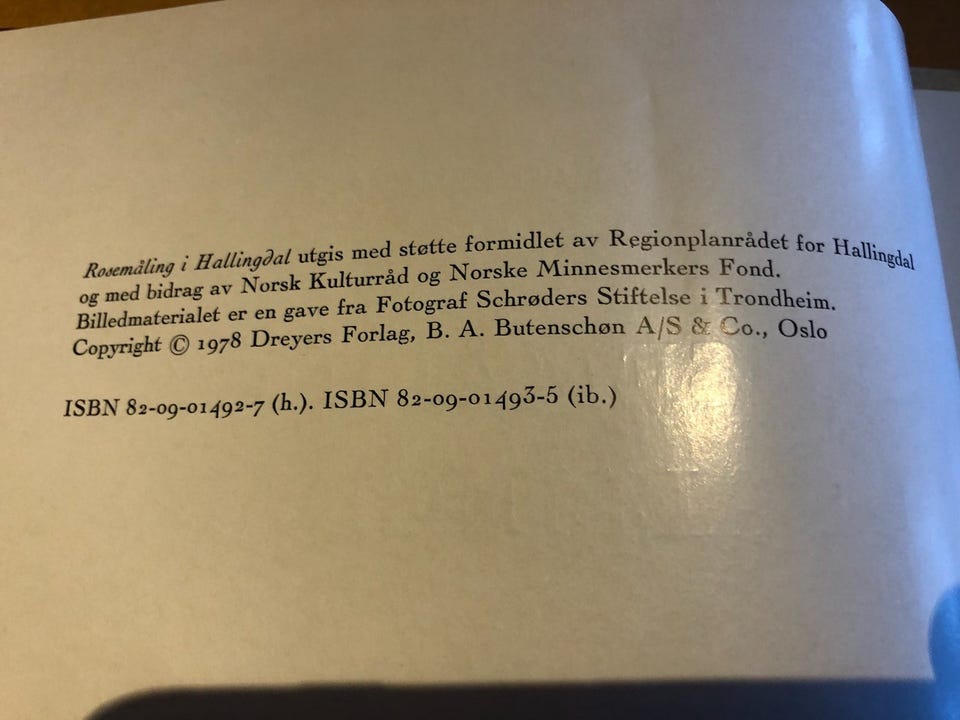 Rosemåling i Hallingdal utgis med støtte formidlet av Regionplanrådet for Hallingdal
og med bidrag av Norsk Kulturråd og Norske Minnesmerkers Fond.
Billedmaterialet er en gave fra Fotograf Schrøders Stiftelse i Trondheim.
Copyright © 1978 Dreyers Forlag, B. A. Butenschøn A/S & Co., Oslo
ISBN 82-09-01492-7 (h.). ISBN 82-09-01493-5 (ib.)